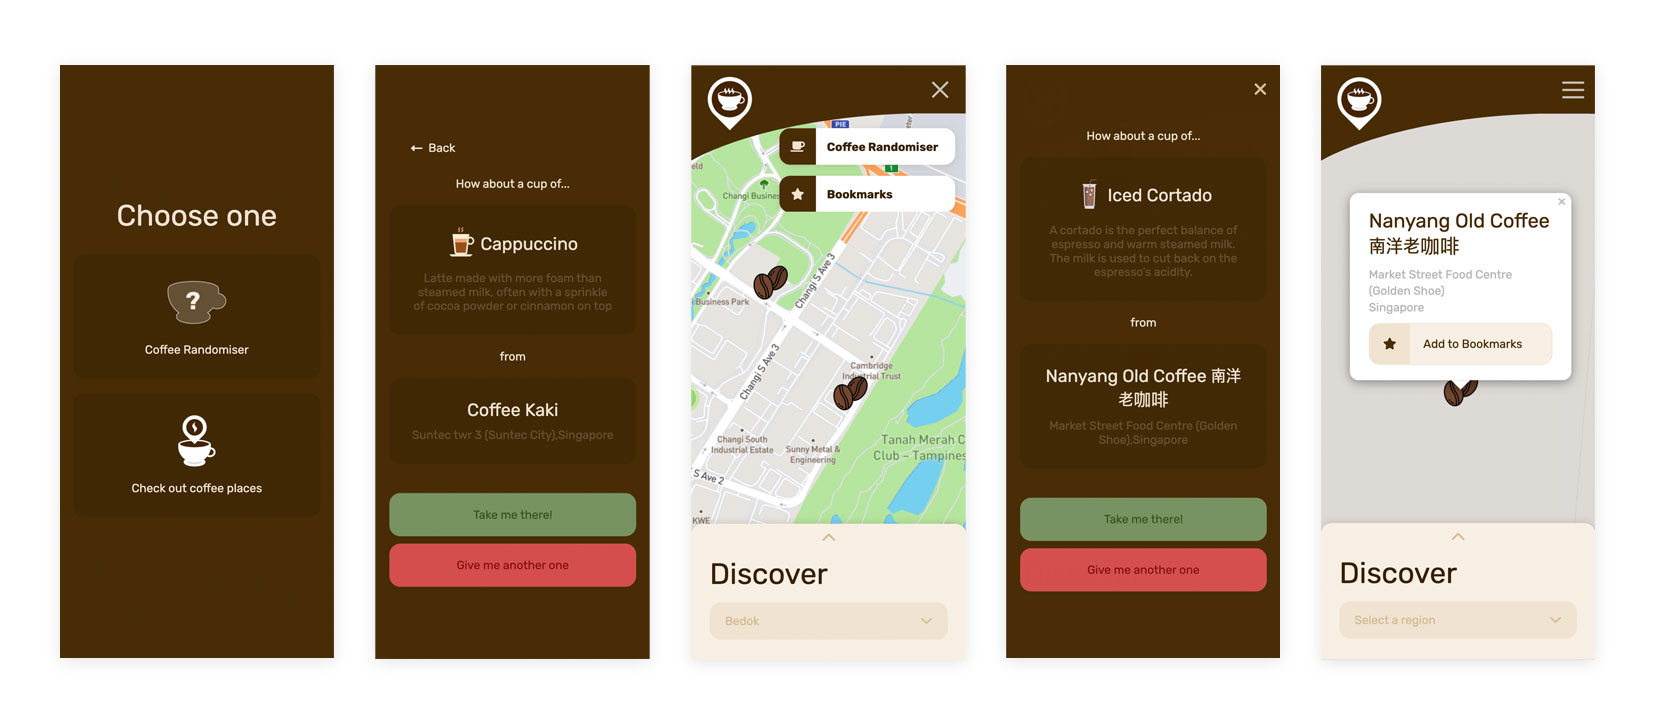 Choose one
?
Coffee Randomiser
Check out coffee places
← Back
How about a cup of...
Cappuccino
Latte made with more foam than
steamed milk, often with a sprinkle
of cocoa powder or cinnamon on top
from
Coffee Kaki
Suntec twr 3 (Suntec City),Singapore
Take me there!
Give me another one
PIE
Coffee Randomiser
1
Changi Busines
Bookmarks
Changi S Ave 3
i Business Park
Changi S Ave 3
Cambridge
Industrial Trust
Changi South
Industrial Estate
Sunny Metal &
Engineering
Tanah Merah C
Club – Tampines
S Ave 2
KWE
Discover
Bedok
How about a cup of...
Iced Cortado
A cortado is the perfect balance of
espresso and warm steamed milk.
The milk is used to cut back on the
espresso's acidity.
from
Nanyang Old Coffee 南洋
老咖啡
Market Street Food Centre (Golden
Shoe),Singapore
Take me there!
Give me another one
Nanyang Old Coffee
南洋老咖啡
Market Street Food Centre
(Golden Shoe)
Singapore
Add to Bookmarks
Discover
Select a region